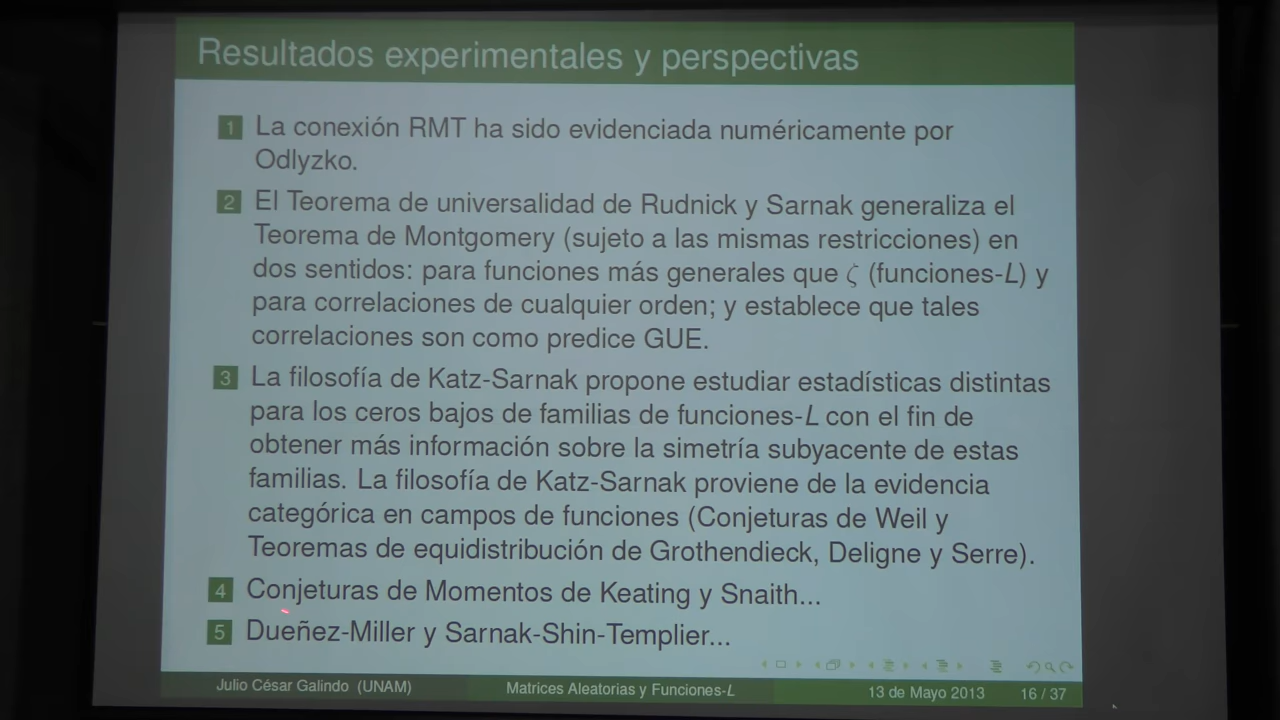 Resultados experimentales y perspectivas
1 La conexión RMT ha sido evidenciada numéricamente por
Odlyzko.
2 El Teorema de universalidad de Rudnick y Sarnak generaliza el
Teorema de Montgomery (sujeto a las mismas restricciones) en
dos sentidos: para funciones más generales que ζ (funciones-L) y
para correlaciones de cualquier orden; y establece que tales
correlaciones son como predice GUE.
3 La filosofía de Katz-Sarnak propone estudiar estadísticas distintas
para los ceros bajos de familias de funciones-L con el fin de
obtener más información sobre la simetría subyacente de estas
familias. La filosofía de Katz-Sarnak proviene de la evidencia
categórica en campos de funciones (Conjeturas de Weil y
Teoremas de equidistribución de Grothendieck, Deligne y Serre).
4 Conjeturas de Momentos de Keating y Snaith...
5 Dueñez-Miller y Sarnak-Shin-Templier...
Julio César Galindo (UNAM) Matrices Aleatorias y Funciones-L 13 de Mayo 2013 16 / 37